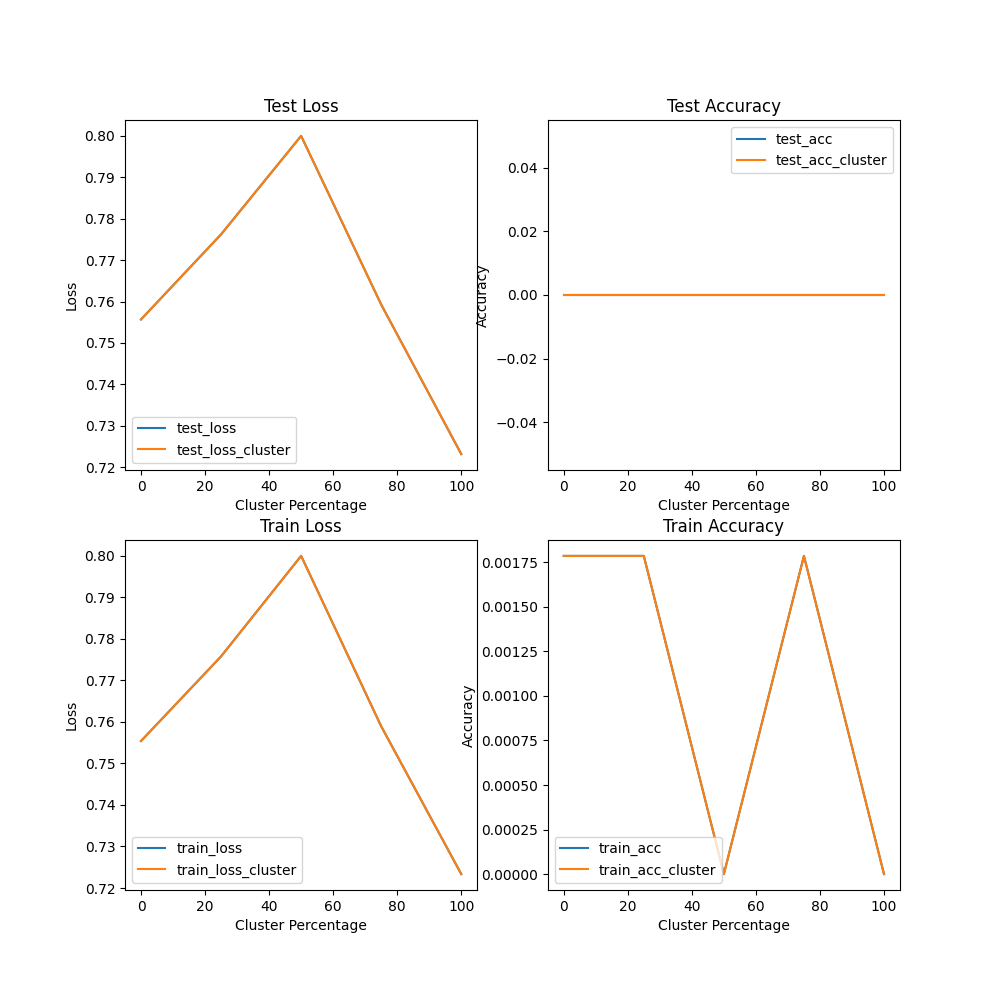 Test Loss
0.80
0.79
0.78
0.77
0.76
0.75
0.74
0.73
0.72
Loss
test_loss
test_loss_cluster
0 20 40 60 80 100
Cluster Percentage
Test Accuracy
0.04
0.02
0.00
−0.02
−0.04
Accuracy
test_acc
test_acc_cluster
0 20 40 60 80 100
Cluster Percentage
Train Loss
0.80
0.79
0.78
0.77
0.76
0.75
0.74
0.73
0.72
Loss
train_loss
train_loss_cluster
0 20 40 60 80 100
Cluster Percentage
Train Accuracy
0.00175
0.00150
0.00125
0.00100
0.00075
0.00050
0.00025
0.00000
Accuracy
train_acc
train_acc_cluster
0 20 40 60 80 100
Cluster Percentage